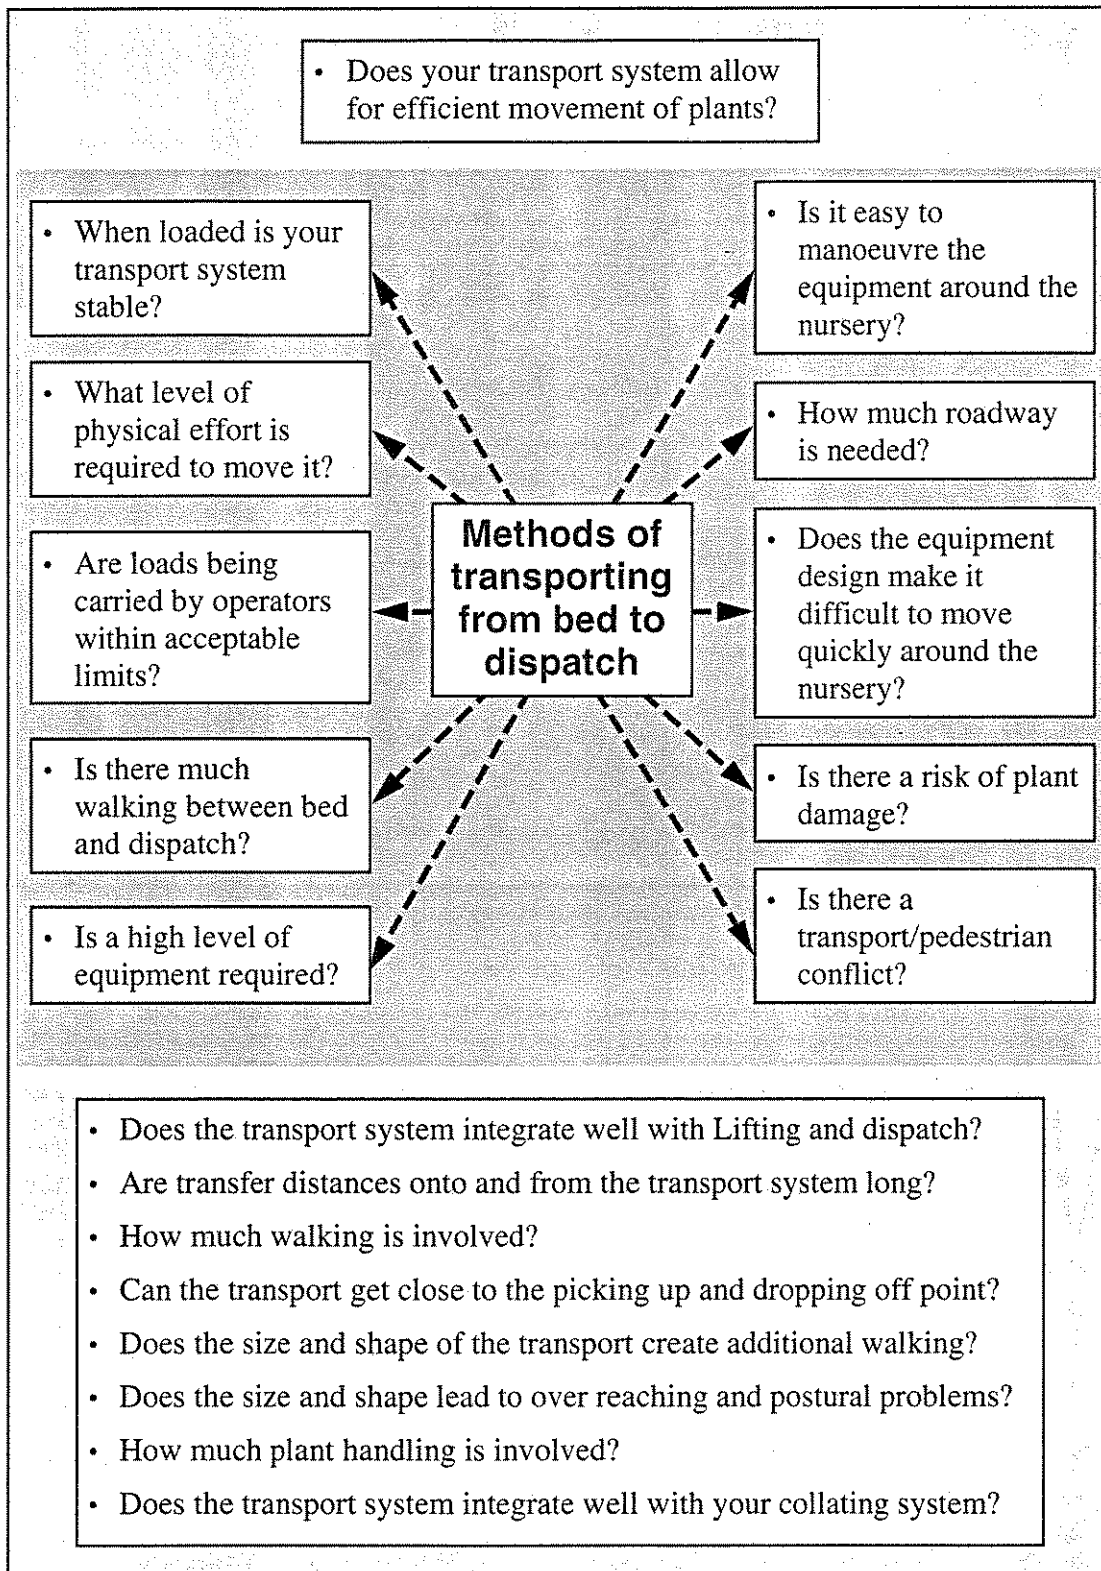 • Does your transport system allow
for efficient movement of plants?
• When loaded is your
transport system
stable?
• What level of
physical effort is
required to move it?
• Are loads being
carried by operators
within acceptable
limits?
• Is there much
walking between bed
and dispatch?
• Is a high level of
equipment required?
Methods of
transporting
from bed to
dispatch
• Is it easy to
manoeuvre the
equipment around the
nursery?
• How much roadway
is needed?
• Does the equipment
design make it
difficult to move
quickly around the
nursery?
• Is there a risk of plant
damage?
• Is there a
transport/pedestrian
conflict?
• Does the transport system integrate well with Lifting and dispatch?
• Are transfer distances onto and from the transport system long?
• How much walking is involved?
• Can the transport get close to the picking up and dropping off point?
• Does the size and shape of the transport create additional walking?
• Does the size and shape lead to over reaching and postural problems?
• How much plant handling is involved?
• Does the transport system integrate well with your collating system?